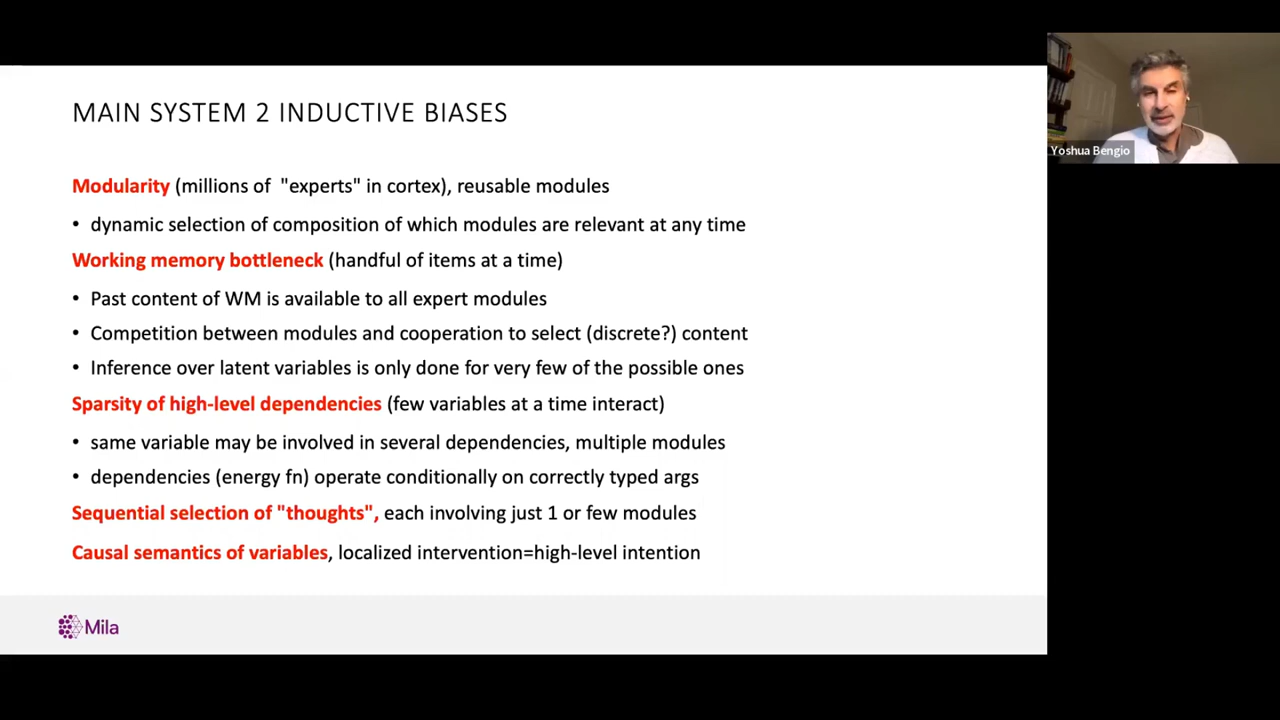 MAIN SYSTEM 2 INDUCTIVE BIASES
Yoshua Bengio
Modularity (millions of "experts" in cortex), reusable modules
• dynamic selection of composition of which modules are relevant at any time
Working memory bottleneck (handful of items at a time)
• Past content of WM is available to all expert modules
• Competition between modules and cooperation to select (discrete?) content
• Inference over latent variables is only done for very few of the possible ones
Sparsity of high-level dependencies (few variables at a time interact)
• same variable may be involved in several dependencies, multiple modules
• dependencies (energy fn) operate conditionally on correctly typed args
Sequential selection of "thoughts", each involving just 1 or few modules
Causal semantics of variables, localized intervention=high-level intention
Mila